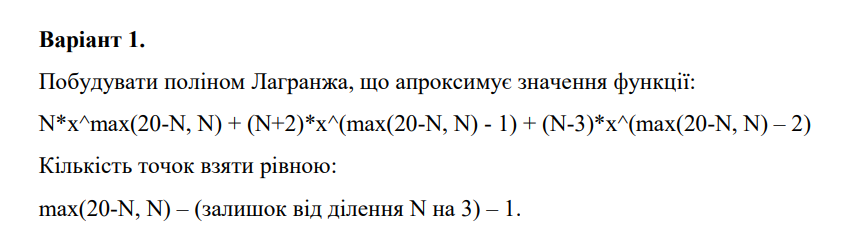 Варіант 1.
Побудувати поліном Лагранжа, що апроксимує значення функції:
N*x^max(20-N, N) + (N+2)*x^(max(20-N, N) - 1) + (N-3)*x^(max(20-N, N) – 2)
Кількість точок взяти рівною:
max(20-N, N) – (залишок від ділення N на 3) – 1.